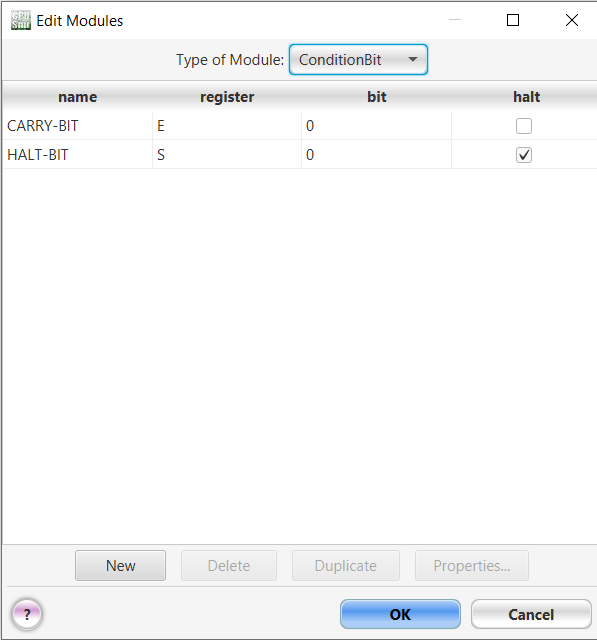 Edit Modules
Type of Module: ConditionBit
name register bit halt
CARRY-BIT E 0
HALT-BIT S 0
New Delete Duplicate Properties...
? OK Cancel